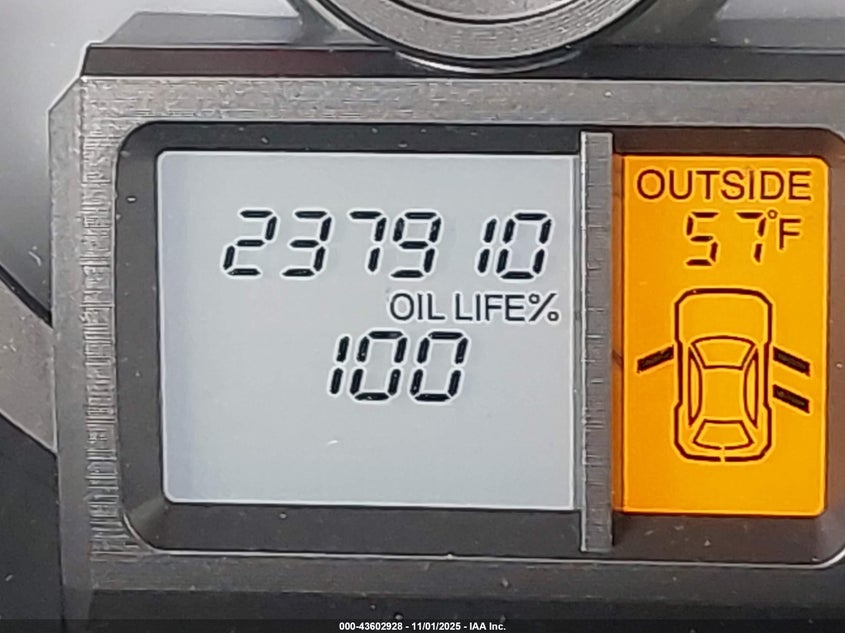 OUTSIDE
237910
57°F
OIL LIFE%
100
000-43602928 - 11/01/2025 - IAA Inc.